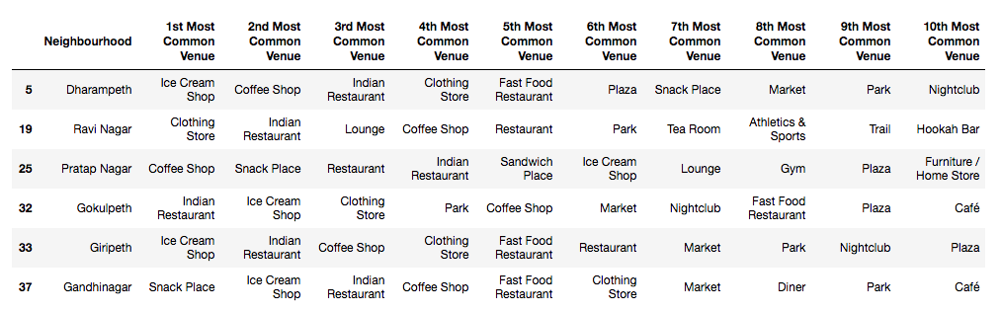 Neighbourhood 1st Most Common Venue 2nd Most Common Venue 3rd Most Common Venue 4th Most Common Venue 5th Most Common Venue 6th Most Common Venue 7th Most Common Venue 8th Most Common Venue 9th Most Common Venue 10th Most Common Venue
5 Dharampeth Ice Cream Shop Coffee Shop Indian Restaurant Clothing Store Fast Food Restaurant Plaza Snack Place Market Park Nightclub
19 Ravi Nagar Clothing Store Indian Restaurant Lounge Coffee Shop Restaurant Park Tea Room Athletics & Sports Trail Hookah Bar
25 Pratap Nagar Coffee Shop Snack Place Restaurant Indian Restaurant Sandwich Place Ice Cream Shop Lounge Gym Plaza Furniture / Home Store
32 Gokulpeth Indian Restaurant Ice Cream Shop Clothing Store Park Coffee Shop Market Nightclub Fast Food Restaurant Plaza Café
33 Giripeth Ice Cream Shop Indian Restaurant Coffee Shop Clothing Store Fast Food Restaurant Restaurant Market Park Nightclub Plaza
37 Gandhinagar Snack Place Ice Cream Shop Indian Restaurant Coffee Shop Fast Food Restaurant Clothing Store Market Diner Park Café